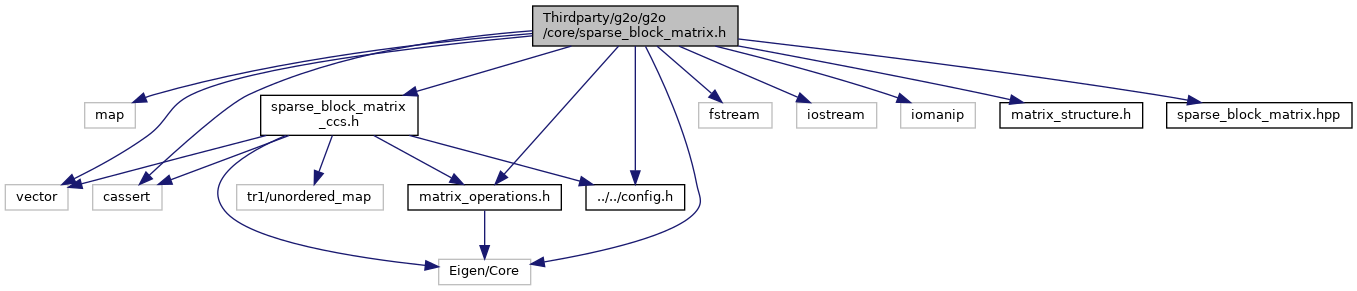 Thirdparty/g2o/g2o
/core/sparse_block_matrix.h
map
sparse_block_matrix
_ccs.h
fstream
iostream
iomanip
matrix_structure.h
sparse_block_matrix.hpp
vector
cassert
tr1/unordered_map
matrix_operations.h
../../config.h
Eigen/Core